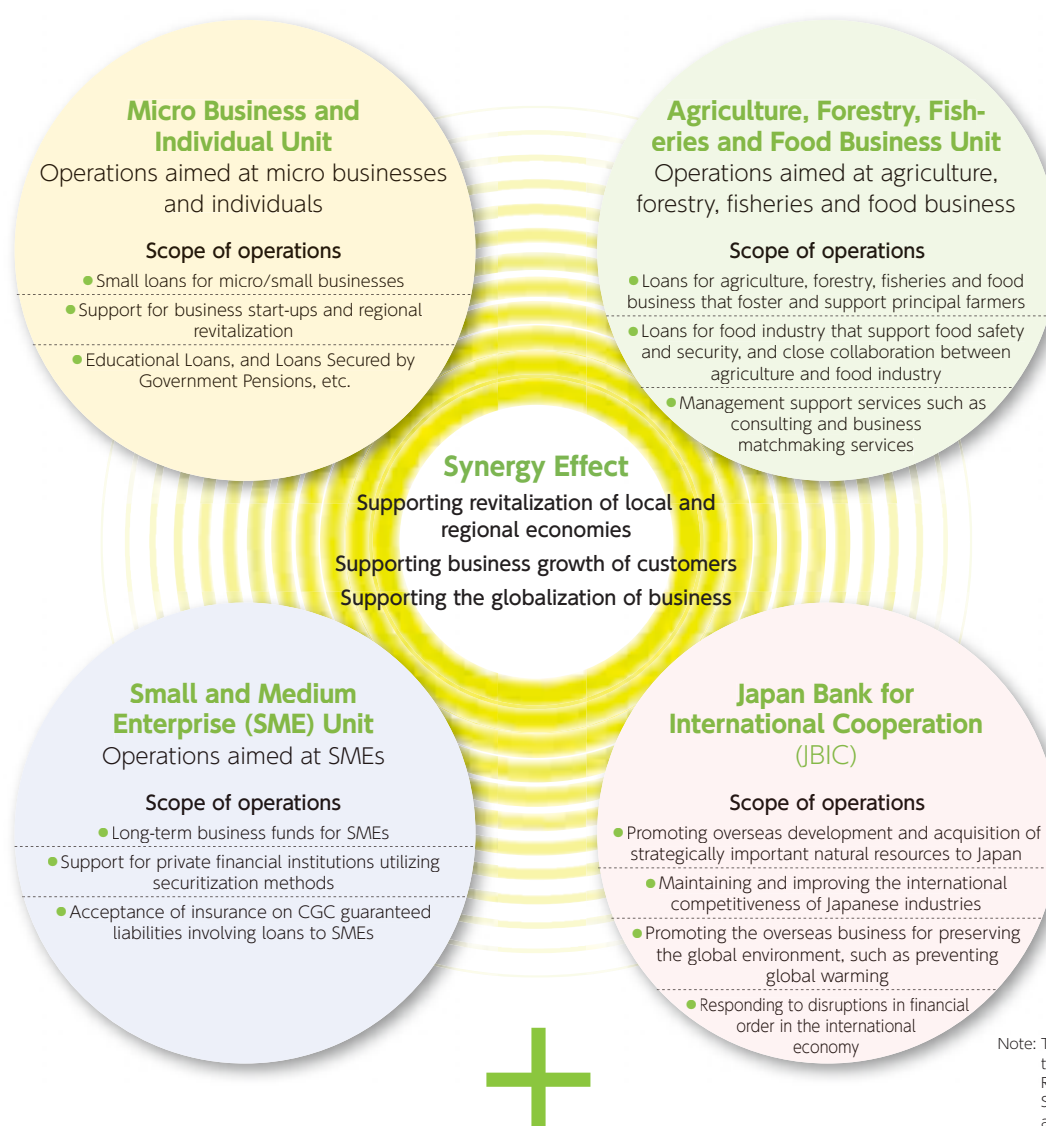 Micro Business and
Individual Unit
Operations aimed at micro businesses
and individuals
Scope of operations
● Small loans for micro/small businesses
● Support for business start-ups and regional
revitalization
● Educational Loans, and Loans Secured by
Government Pensions, etc.
Agriculture, Forestry, Fish-
eries and Food Business Unit
Operations aimed at agriculture,
forestry, fisheries and food business
Scope of operations
● Loans for agriculture, forestry, fisheries and food
business that foster and support principal farmers
● Loans for food industry that support food safety
and security, and close collaboration between
agriculture and food industry
● Management support services such as
consulting and business
matchmaking services
Synergy Effect
Supporting revitalization of local and
regional economies
Supporting business growth of customers
Supporting the globalization of business
Small and Medium
Enterprise (SME) Unit
Operations aimed at SMEs
Scope of operations
● Long-term business funds for SMEs
● Support for private financial institutions utilizing
securitization methods
● Acceptance of insurance on CGC guaranteed
liabilities involving loans to SMEs
Japan Bank for
International Cooperation
(JBIC)
Scope of operations
● Promoting overseas development and acquisition of
strategically important natural resources to Japan
● Maintaining and improving the international
competitiveness of Japanese industries
● Promoting the overseas business for preserving
the global environment, such as preventing
global warming
● Responding to disruptions in financial
order in the international
economy
+
Note: